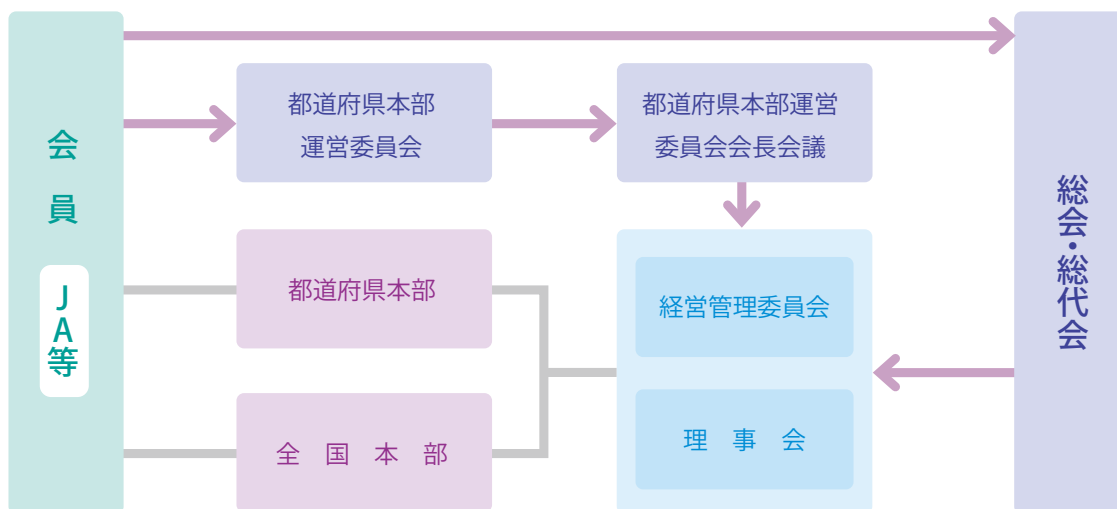 会員
JA等
都道府県本部
運営委員会
都道府県本部運営
委員会会長会議
都道府県本部
全国本部
経営管理委員会
理事会
総会・総代会